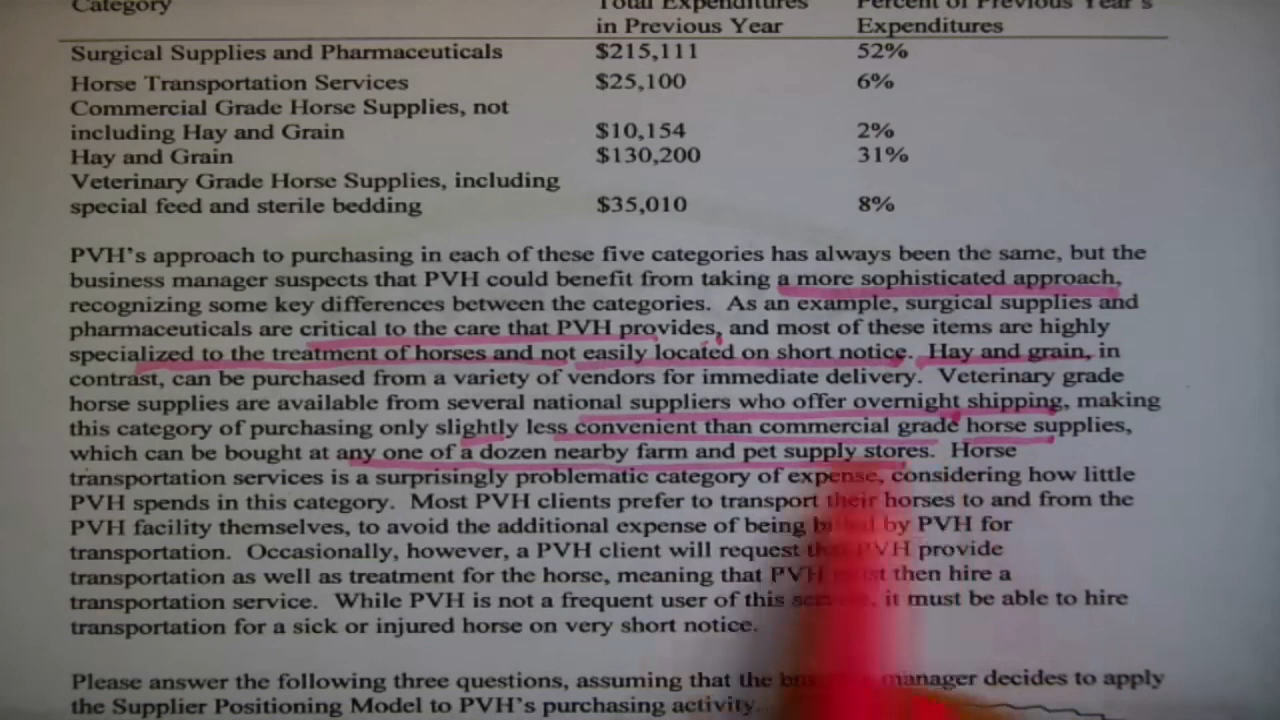 Category Total Expenditures Percent of Previous Year's
in Previous Year Expenditures
Surgical Supplies and Pharmaceuticals $215,111 52%
Horse Transportation Services $25,100 6%
Commercial Grade Horse Supplies, not
including Hay and Grain $10,154 2%
Hay and Grain $130,200 31%
Veterinary Grade Horse Supplies, including
special feed and sterile bedding $35,010 8%
PVH's approach to purchasing in each of these five categories has always been the same, but the
business manager suspects that PVH could benefit from taking a more sophisticated approach,
recognizing some key differences between the categories. As an example, surgical supplies and
pharmaceuticals are critical to the care that PVH provides, and most of these items are highly
specialized to the treatment of horses and not easily located on short notice. Hay and grain, in
contrast, can be purchased from a variety of vendors for immediate delivery. Veterinary grade
horse supplies are available from several national suppliers who offer overnight shipping, making
this category of purchasing only slightly less convenient than commercial grade horse supplies,
which can be bought at any one of a dozen nearby farm and pet supply stores. Horse
transportation services is a surprisingly problematic category of expense, considering how little
PVH spends in this category. Most PVH clients prefer to transport their horses to and from the
PVH facility themselves, to avoid the additional expense of being by PVH for
transportation. Occasionally, however, a PVH client will request PVH provide
transportation as well as treatment for the horse, meaning that PVH then hire a
transportation service. While PVH is not a frequent user of this it must be able to hire
transportation for a sick or injured horse on very short notice.
Please answer the following three questions, assuming that the manager decides to apply
the Supplier Positioning Model to PVH's purchasing activity.